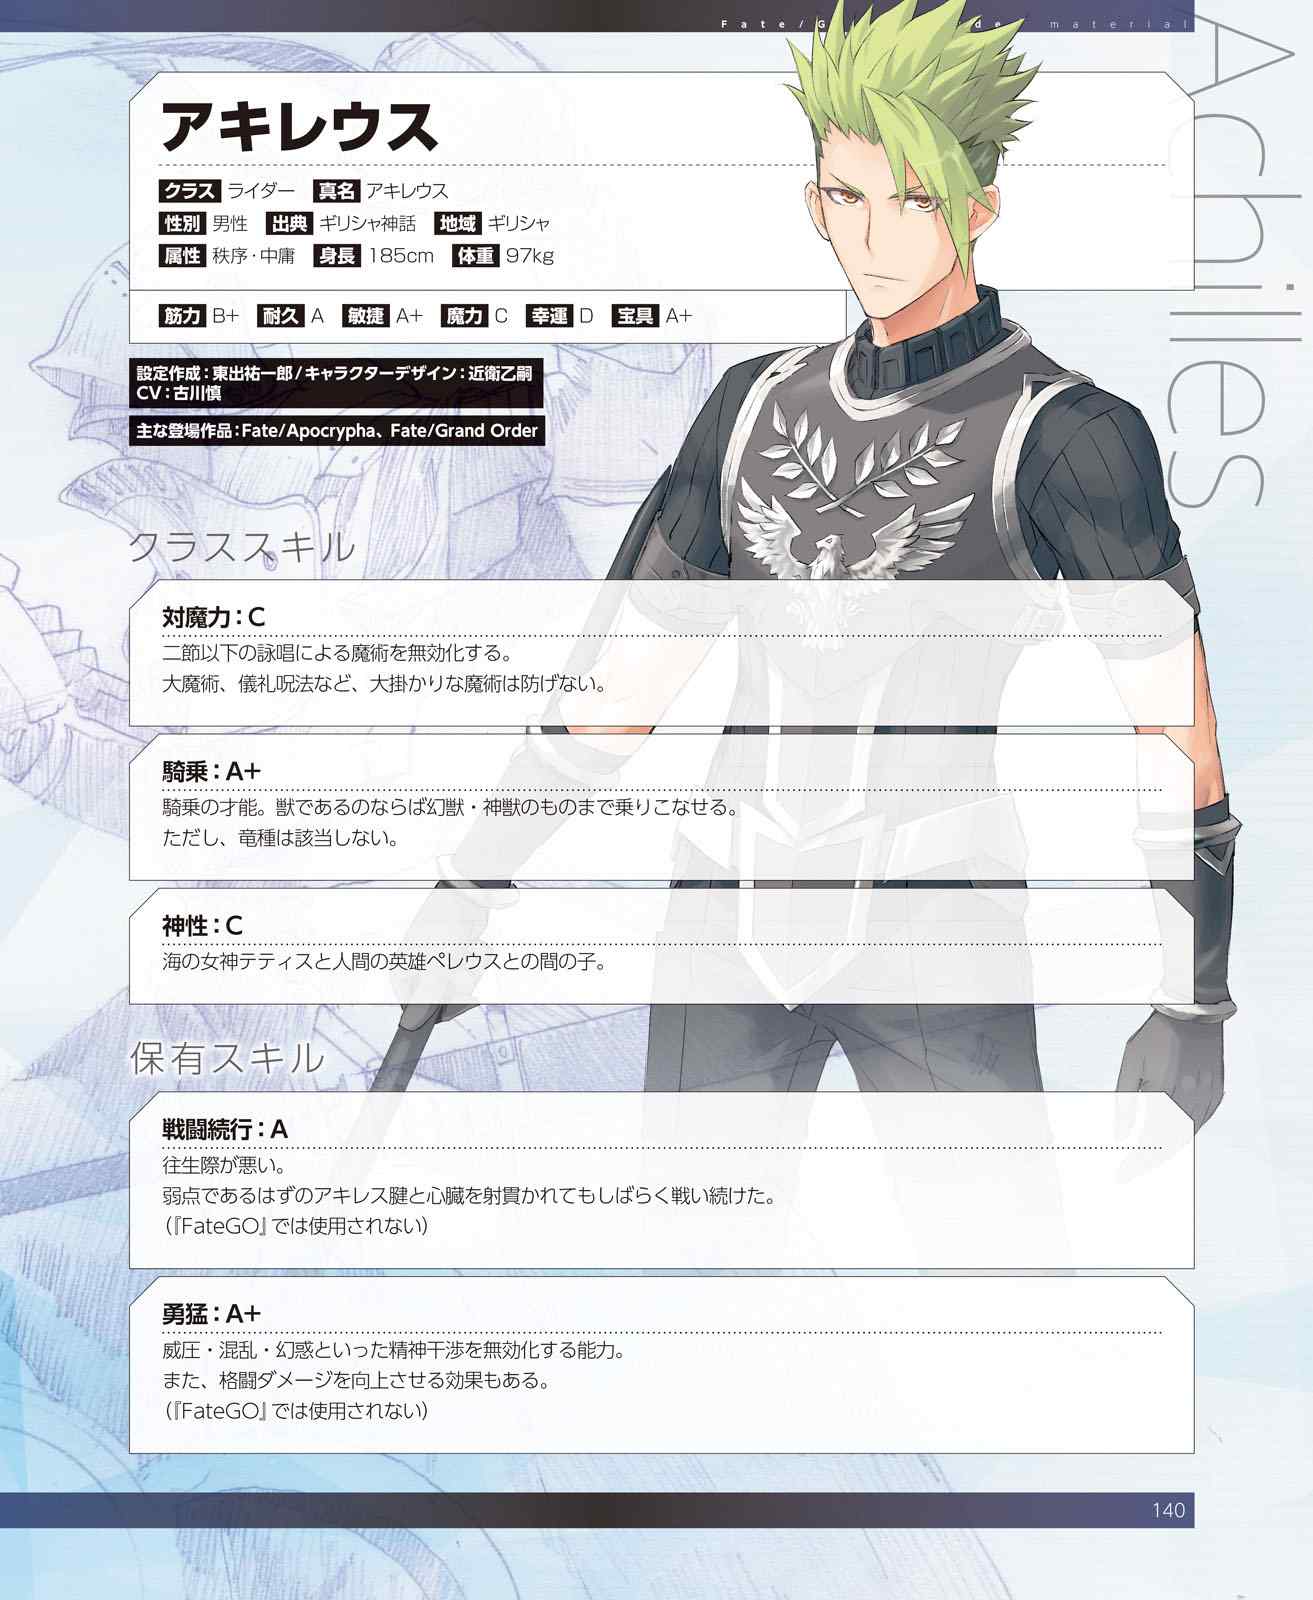 Fate/G de material
Achilles
アキレウス
クラス ライダー 真名 アキレウス
性別 男性 出典 ギリシャ神話 地域 ギリシャ
属性 秩序・中庸 身長 185cm 体重 97kg
筋力 B+ 耐久 A 敏捷 A+ 魔力 C 幸運 D 宝具 A+
設定作成：東出祐一郎/キャラクターデザイン：近衛乙嗣
CV：古川慎
主な登場作品：Fate/Apocrypha、Fate/Grand Order
クラススキル
対魔力：C
二節以下の詠唱による魔術を無効化する。
大魔術、儀礼呪法など、大掛かりな魔術は防げない。
騎乗：A+
騎乗の才能。獣であるのならば幻獣・神獣のものまで乗りこなせる。
ただし、竜種は該当しない。
神性：C
海の女神テティスと人間の英雄ペレウスとの間の子。
保有スキル
戦闘続行：A
往生際が悪い。
弱点であるはずのアキレス腱と心臓を射貫かれてもしばらく戦い続けた。
（『FateGO』では使用されない）
勇猛：A+
威圧・混乱・幻惑といった精神干渉を無効化する能力。
また、格闘ダメージを向上させる効果もある。
（『FateGO』では使用されない）
140